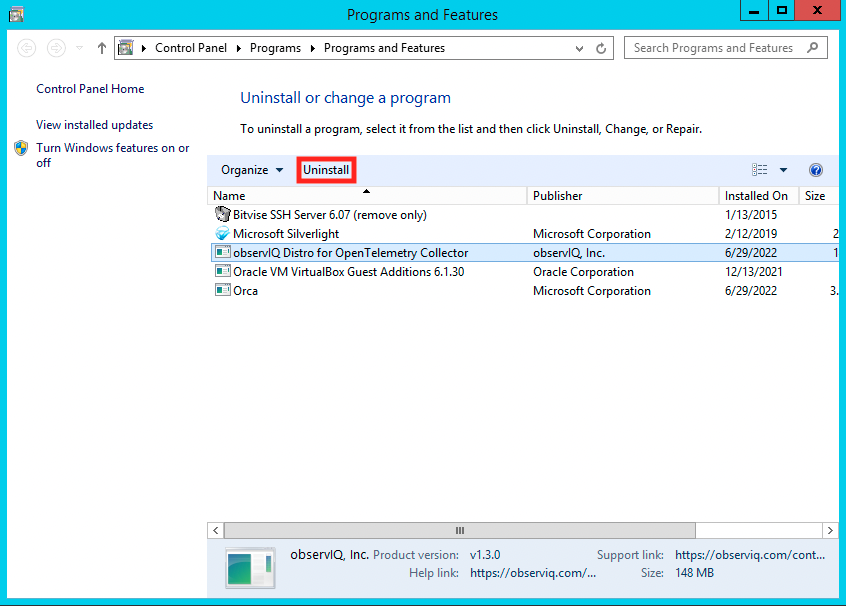 Programs and Features
Control Panel Programs Programs and Features
Search Programs and Features
Control Panel Home
View installed updates
Turn Windows features on or
off
Uninstall or change a program
To uninstall a program, select it from the list and then click Uninstall, Change, or Repair.
Organize Uninstall
Name Publisher Installed On Size
Bitvise SSH Server 6.07 (remove only) 1/13/2015
Microsoft Silverlight Microsoft Corporation 2/12/2019 2
observIQ Distro for OpenTelemetry Collector observIQ, Inc. 6/29/2022 1
Oracle VM VirtualBox Guest Additions 6.1.30 Oracle Corporation 12/13/2021
Orca Microsoft Corporation 6/29/2022 3.
observIQ, Inc. Product version: v1.3.0 Support link: https://observiq.com/cont...
Help link: https://observiq.com/... Size: 148 MB